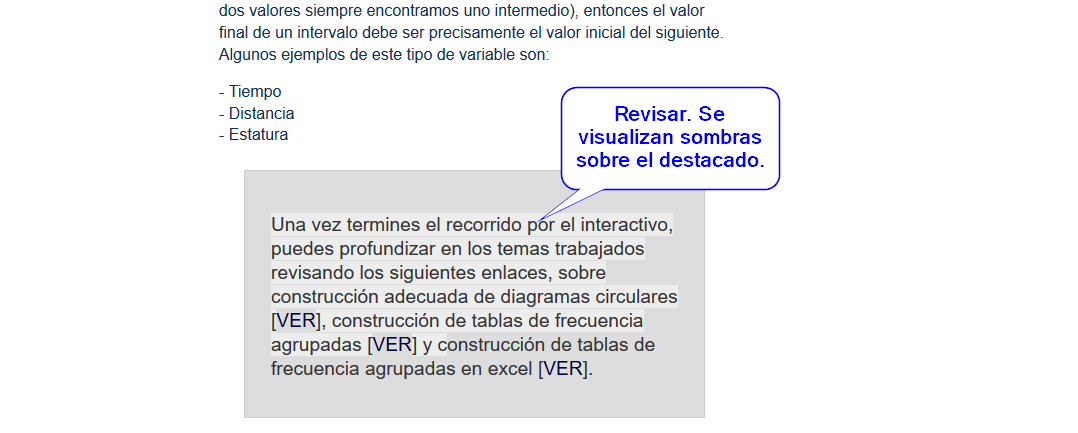 dos valores siempre encontramos uno intermedio), entonces el valor
final de un intervalo debe ser precisamente el valor inicial del siguiente.
Algunos ejemplos de este tipo de variable son:
- Tiempo
- Distancia
- Estatura
Revisar. Se
visualizan sombras
sobre el destacado.
Una vez termines el recorrido por el interactivo,
puedes profundizar en los temas trabajados
revisando los siguientes enlaces, sobre
construcción adecuada de diagramas circulares
[VER], construcción de tablas de frecuencia
agrupadas [VER] y construcción de tablas de
frecuencia agrupadas en excel [VER].